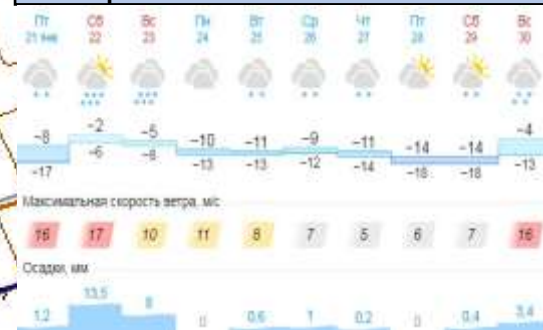 Пт Сб Вс Пн Вт Ср Чт Пт Сб Вс
21 янв 22 23 24 25 26 27 28 29 30
−8 −2 −5 −10 −11 −9 −11 −14 −14 −4
−17 −6 −8 −13 −13 −12 −14 −18 −18 −13
Максимальная скорость ветра, м/с
16 17 10 11 8 7 5 6 7 16
Осадки, мм
1,2 13,5 8 0 0,6 1 0,2 0 0,4 3,4